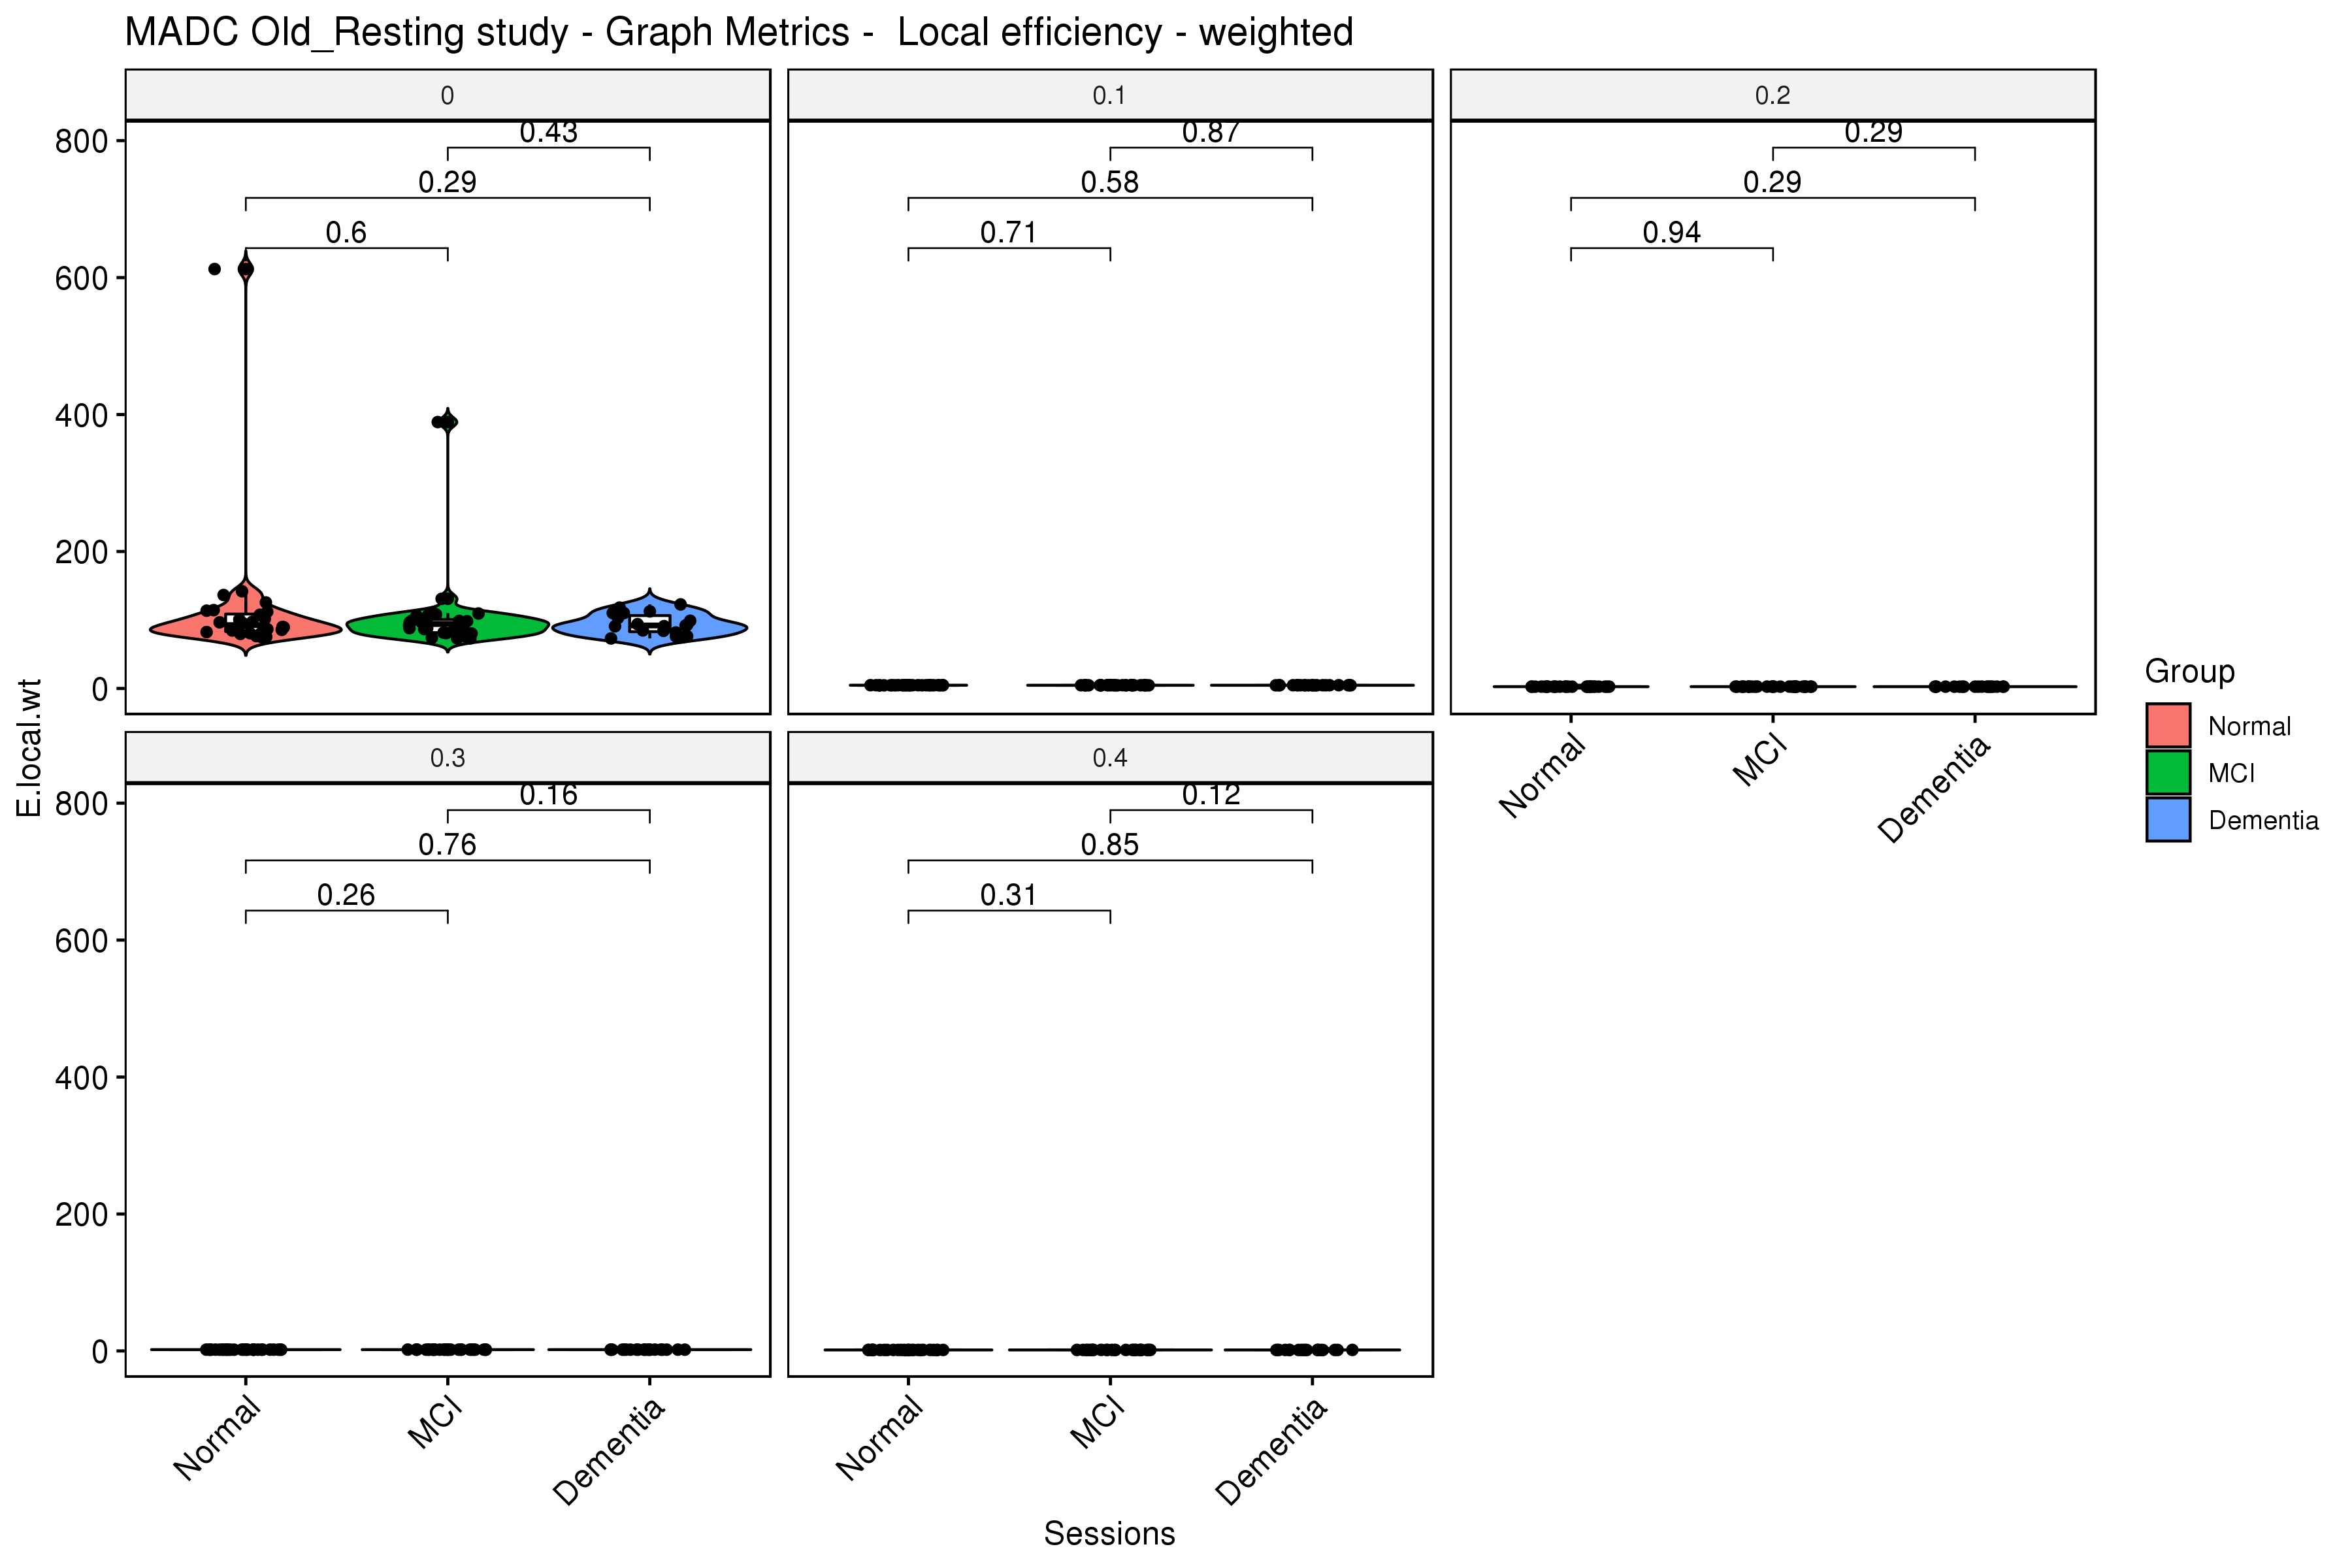 MADC Old_Resting study - Graph Metrics -  Local efficiency - weighted
0
0.1
0.2
800
600
400
200
0
0.43
0.29
0.6
0.87
0.58
0.71
0.29
0.29
0.94
Normal
MCI
Dementia
E.local.wt
Group
Normal
MCI
Dementia
0.3
0.4
800
600
400
200
0
0.16
0.76
0.26
0.12
0.85
0.31
Normal
MCI
Dementia
Normal
MCI
Dementia
Sessions